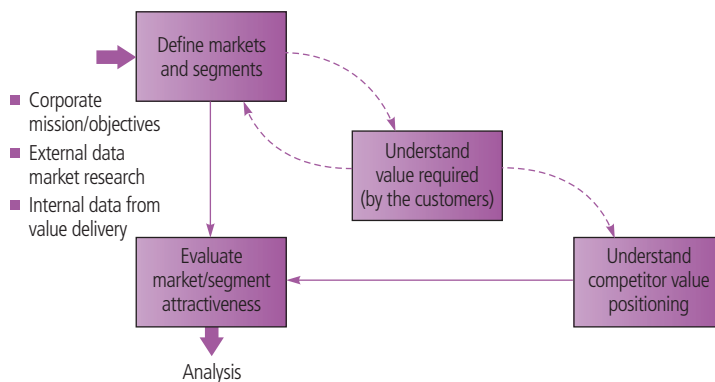 Define markets
and segments
■ Corporate
mission/objectives
■ External data
market research
■ Internal data from
value delivery
Understand
value required
(by the customers)
Evaluate
market/segment
attractiveness
Understand
competitor value
positioning
Analysis